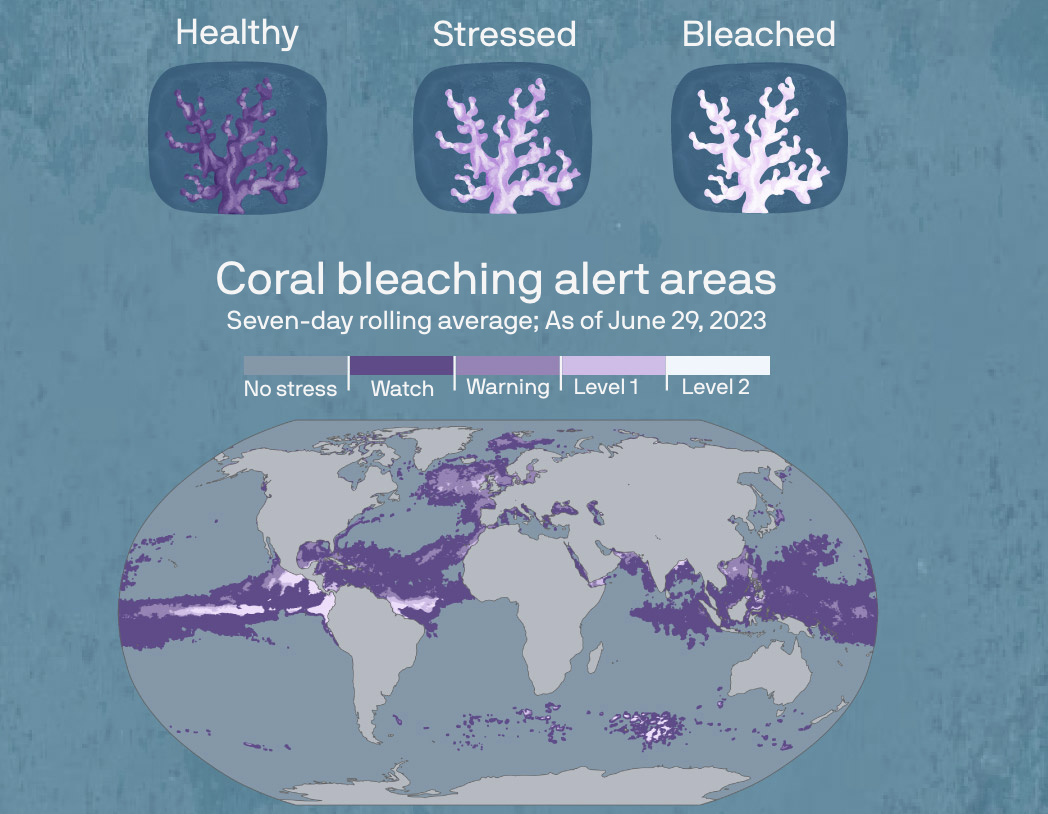 Healthy Stressed Bleached
Coral bleaching alert areas
Seven-day rolling average; As of June 29, 2023
No stress Watch Warning Level 1 Level 2